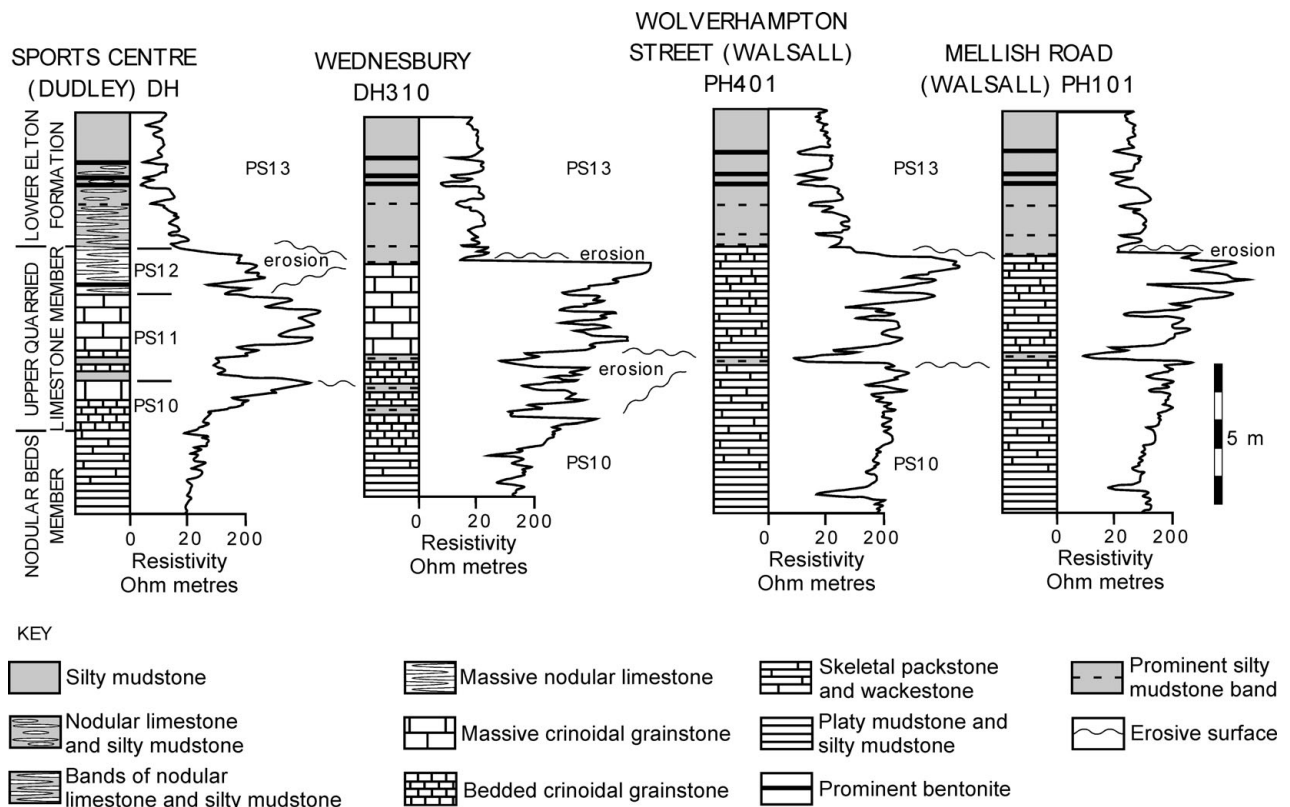 SPORTS CENTRE
(DUDLEY) DH
WEDNESBURY
DH310
WOLVERHAMPTON
STREET (WALSALL)
PH401
MELLISH ROAD
(WALSALL) PH101
LOWER ELTON
FORMATION
UPPER QUARRIED
LIMESTONE MEMBER
NODULAR BEDS
MEMBER
PS13
erosion
PS12
PS11
PS10
0 20 200
Resistivity
Ohm metres
PS13
erosion
erosion
PS10
0 20 200
Resistivity
Ohm metres
PS13
PS10
0 20 200
Resistivity
Ohm metres
erosion
5 m
0 20 200
Resistivity
Ohm metres
KEY
Silty mudstone
Nodular limestone
and silty mudstone
Bands of nodular
limestone and silty mudstone
Massive nodular limestone
Massive crinoidal grainstone
Bedded crinoidal grainstone
Skeletal packstone
and wackestone
Platy mudstone and
silty mudstone
Prominent bentonite
Prominent silty
mudstone band
Erosive surface